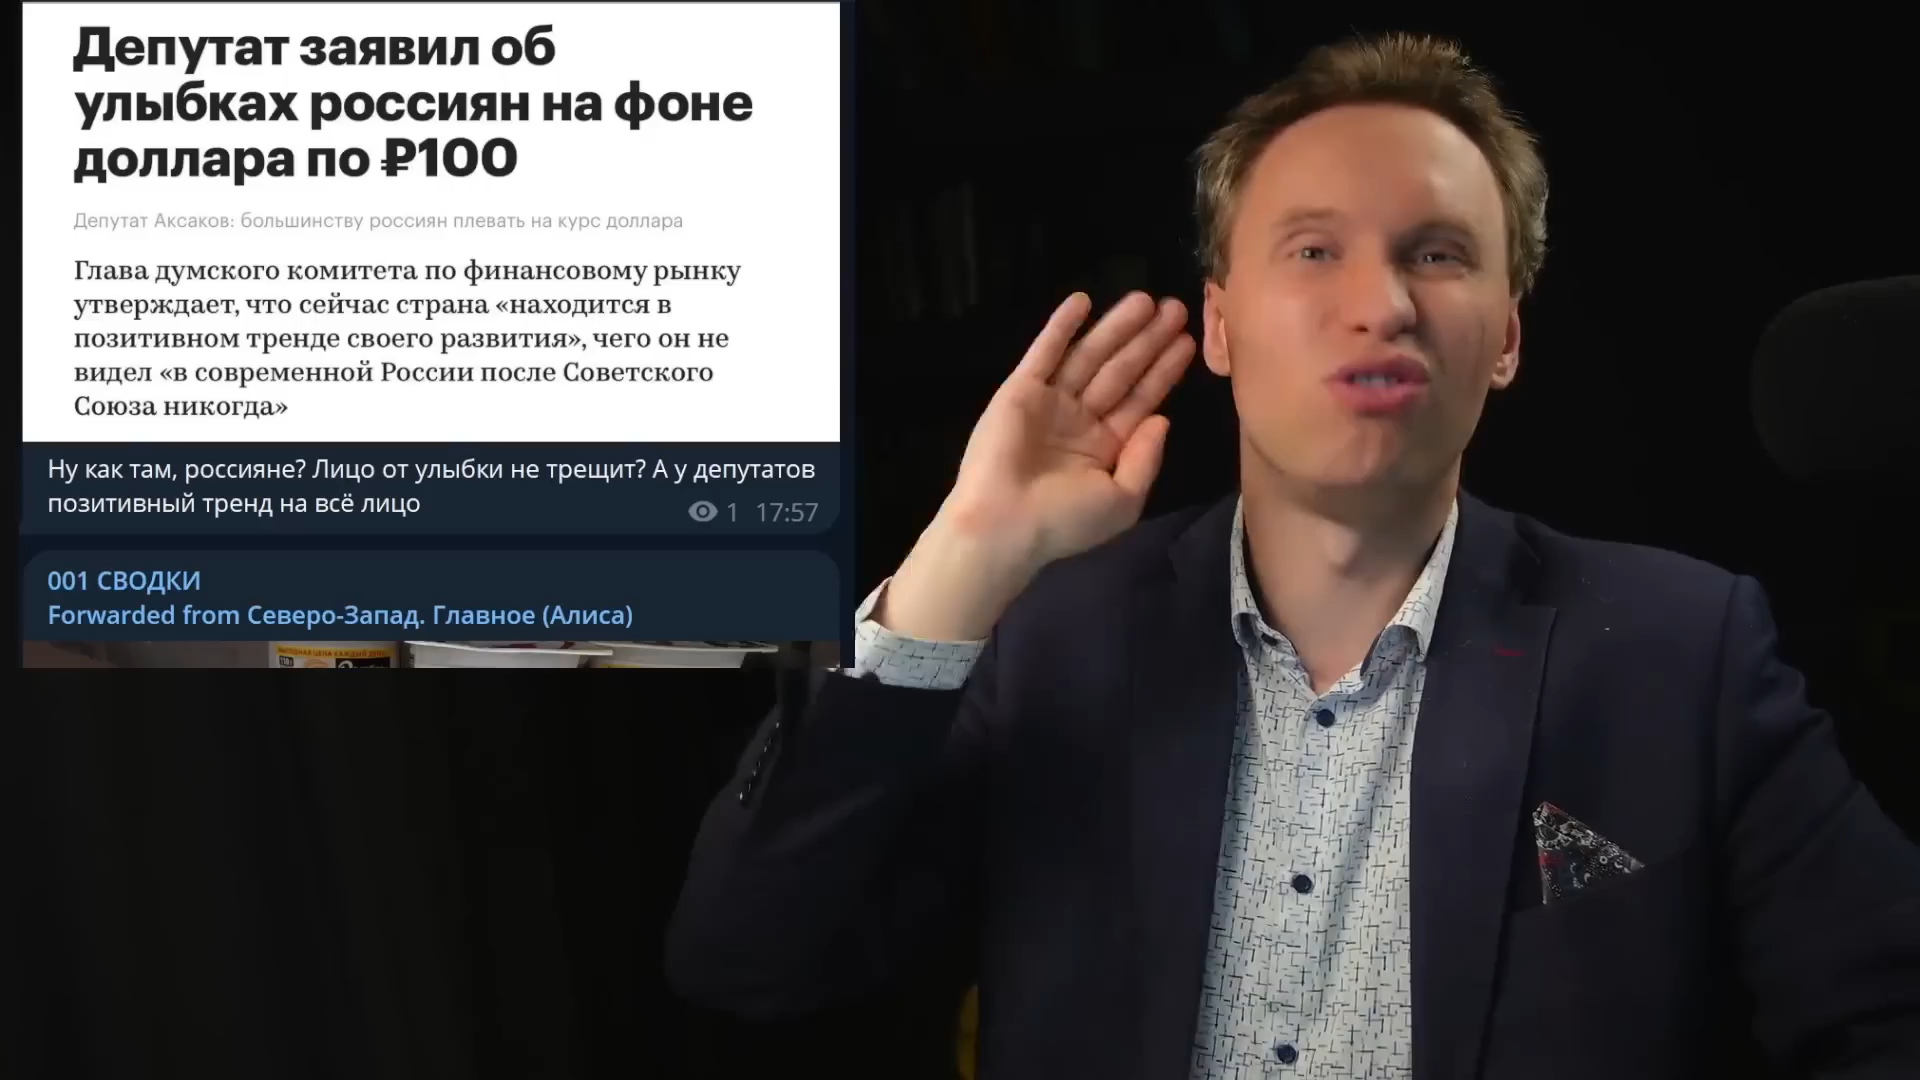 Депутат заявил об
улыбках россиян на фоне
доллара по ₽100
Депутат Аксаков: большинству россиян плевать на курс доллара
Глава думского комитета по финансовому рынку
утверждает, что сейчас страна «находится в
позитивном тренде своего развития», чего он не
видел «в современной России после Советского
Союза никогда»
Ну как там, россияне? Лицо от улыбки не трещит? А у депутатов
позитивный тренд на всё лицо
1 17:57
001 СВОДКИ
Forwarded from Северо-Запад. Главное (Алиса)